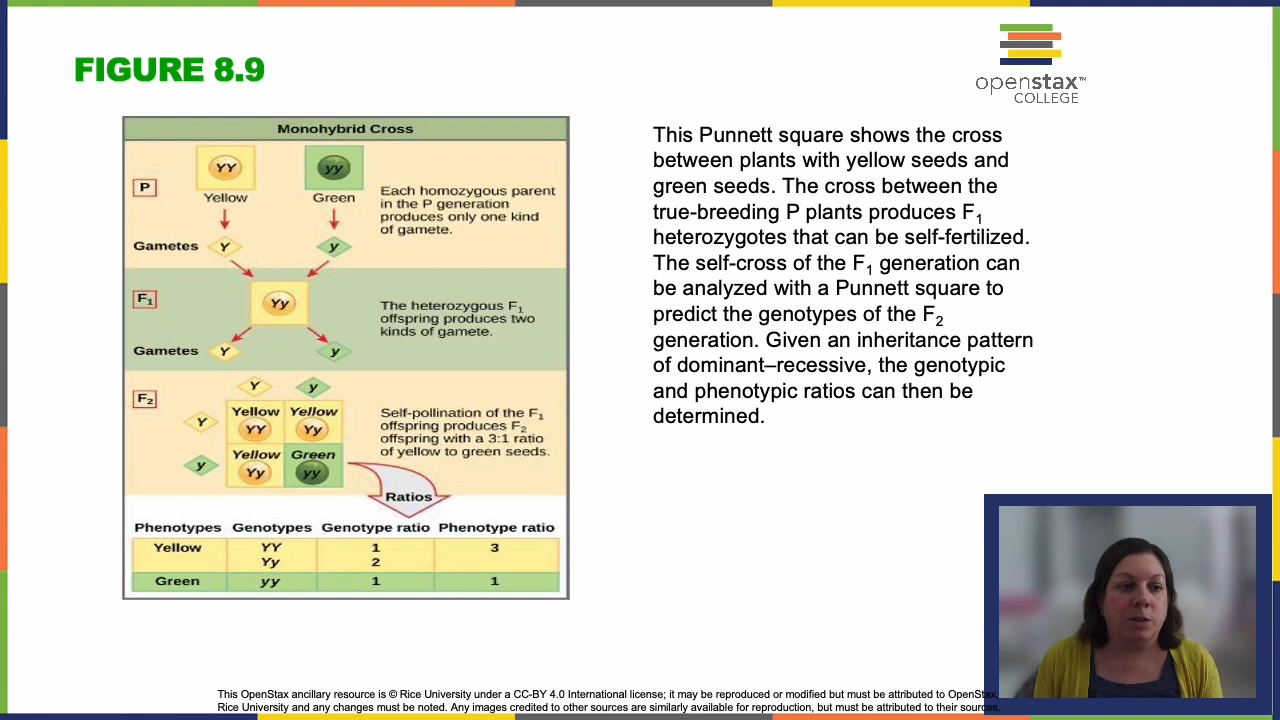 FIGURE 8.9
openstax™
COLLEGE
Monohybrid Cross
P
YY
yy
Yellow
Green
Each homozygous parent
in the P generation
produces only one kind
of gamete.
Gametes
Y
y
F1
Yy
The heterozygous F1
offspring produces two
kinds of gamete.
Gametes
Y
y
F2
Y
y
Y
Yellow
YY
Yellow
Yy
y
Yellow
Yy
Green
yy
Self-pollination of the F1
offspring produces F2
offspring with a 3:1 ratio
of yellow to green seeds.
Ratios
Phenotypes Genotypes Genotype ratio Phenotype ratio
Yellow YY 1 3
Yy 2
Green yy 1 1
This Punnett square shows the cross
between plants with yellow seeds and
green seeds. The cross between the
true-breeding P plants produces F1
heterozygotes that can be self-fertilized.
The self-cross of the F1 generation can
be analyzed with a Punnett square to
predict the genotypes of the F2
generation. Given an inheritance pattern
of dominant–recessive, the genotypic
and phenotypic ratios can then be
determined.
This OpenStax ancillary resource is © Rice University under a CC-BY 4.0 International license; it may be reproduced or modified but must be attributed to OpenStax,
Rice University and any changes must be noted. Any images credited to other sources are similarly available for reproduction, but must be attributed to their sources.